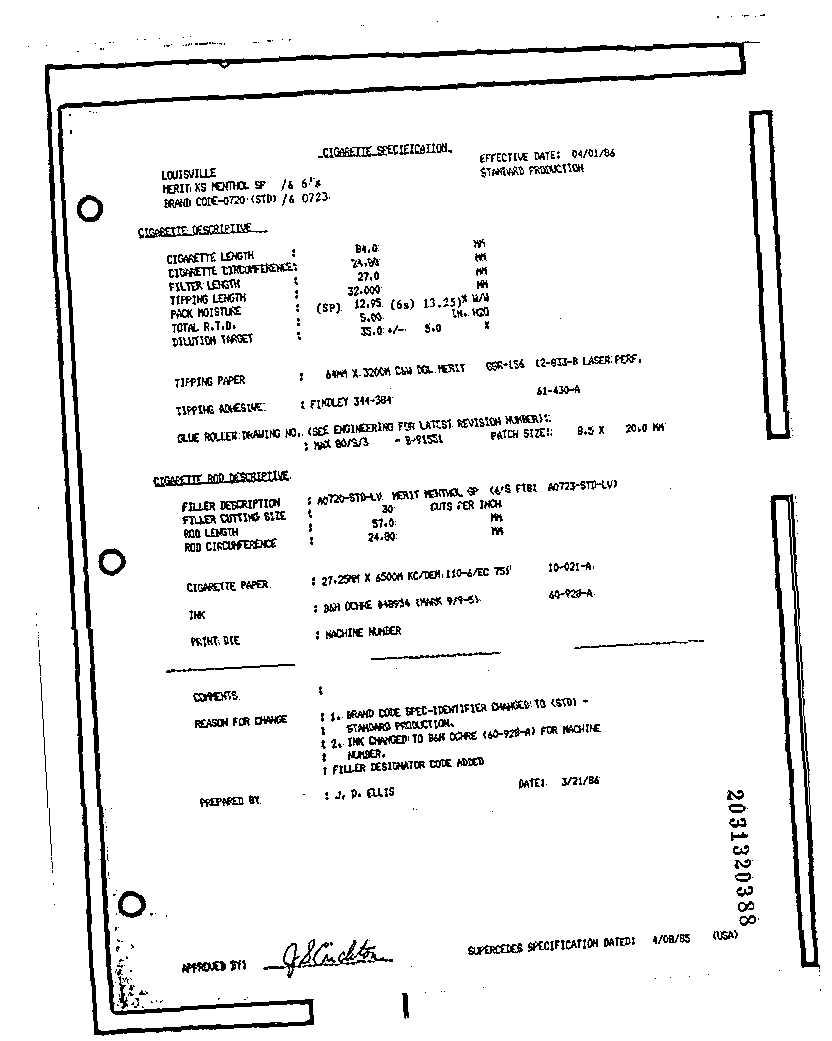 CIGARETTE SPECIFICATION
EFFECTIVE DATE: 04/01/86
LOUISVILLE STANDARD PRODUCTION
MERIT KS MENTHOL SP /& 6's
BRAND CODE-0720 (STD) /& 0723
CIGARETTE DESCRIPTIVE
CIGARETTE LENGTH : 84.0 MM
CIGARETTE CIRCUMFERENCE: 24.80 MM
FILTER LENGTH : 27.0 MM
TIPPING LENGTH : 32.000 MM
PACK MOISTURE : (SP) 12.95 (6s) 13.25)% W/W
TOTAL R.T.D. : 5.00 IN. H2O
DILUTION TARGET : 35.0 +/- 5.0 %
TIPPING PAPER : 64MM X 3200M C&W DGL MERIT GSR-156 (2-833-B LASER PERF.
TIPPING ADHESIVE: : FINDLEY 344-384 61-430-A
GLUE ROLLER DRAWING NO. (SEE ENGINEERING FOR LATEST REVISION NUMBER):
: MAX 80/S/3 - B-91551 PATCH SIZE: 8.5 X 20.0 MM
CIGARETTE ROD DESCRIPTIVE
FILLER DESCRIPTION : A0720-STD-LV MERIT MENTHOL SP (6/S FTB: A0723-STD-LV)
FILLER CUTTING SIZE : 30 CUTS PER INCH
ROD LENGTH : 57.0 MM
ROD CIRCUMFERENCE : 24.80 MM
CIGARETTE PAPER : 27.25MM X 6500M KC/DEM.110-6/EC 755 10-021-A
INK : B&H OCHRE #48934 (MARK 9/9-5) 60-928-A
PRINT DIE : MACHINE NUMBER
COMMENTS :
REASON FOR CHANGE : 1. BRAND CODE SPEC-IDENTIFIER CHANGED TO (STD) -
: STANDARD PRODUCTION.
: 2. INK CHANGED TO B&H OCHRE (60-928-A) FOR MACHINE
: NUMBER.
: FILLER DESIGNATOR CODE ADDED
PREPARED BY : J. D. ELLIS DATE: 3/21/86
2031320388
APPROVED BY: J S Crichton SUPERCEDES SPECIFICATION DATED: 4/08/85 (USA)